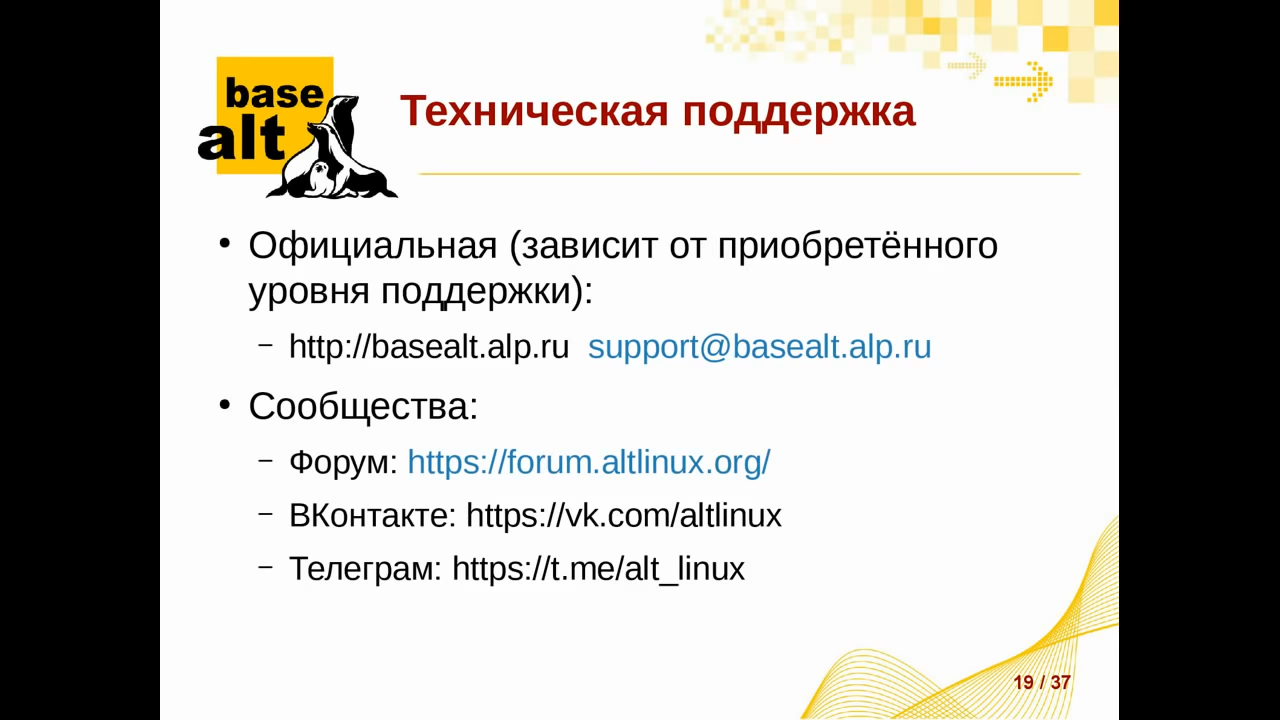 base
alt
Техническая поддержка
• Официальная (зависит от приобретённого
уровня поддержки):
– http://basealt.alp.ru support@basealt.alp.ru
• Сообщества:
– Форум: https://forum.altlinux.org/
– ВКонтакте: https://vk.com/altlinux
– Телеграм: https://t.me/alt_linux
19 / 37